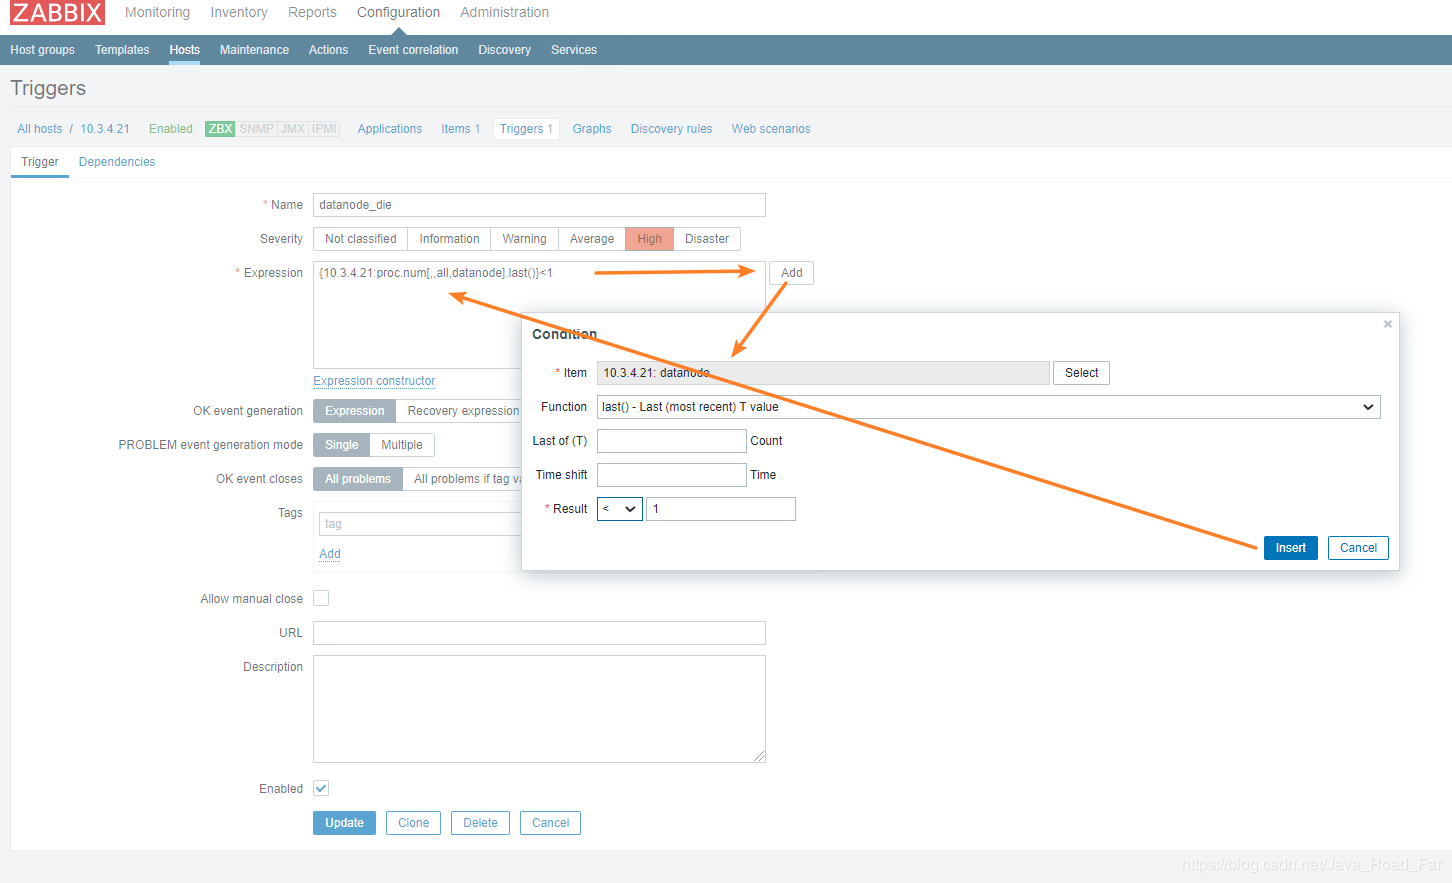 ZABBIX Monitoring Inventory Reports Configuration Administration
Host groups Templates Hosts Maintenance Actions Event correlation Discovery Services
Triggers
All hosts / 10.3.4.21 Enabled ZBX SNMP JMX IPMI Applications Items 1 Triggers 1 Graphs Discovery rules Web scenarios
Trigger Dependencies
* Name datanode_die
Severity Not classified Information Warning Average High Disaster
* Expression {10.3.4.21:proc.num[,,all,datanode].last()}<1 Add
Condition
* Item 10.3.4.21: datanode Select
Expression constructor
Function last() - Last (most recent) T value
OK event generation Expression Recovery expression
Last of (T) Count
PROBLEM event generation mode Single Multiple
Time shift Time
OK event closes All problems All problems if tag va
* Result < 1
Tags tag
Add
Insert Cancel
Allow manual close
URL
Description
Enabled
Update Clone Delete Cancel
https://blog.csdn.net/Java_Road_Far